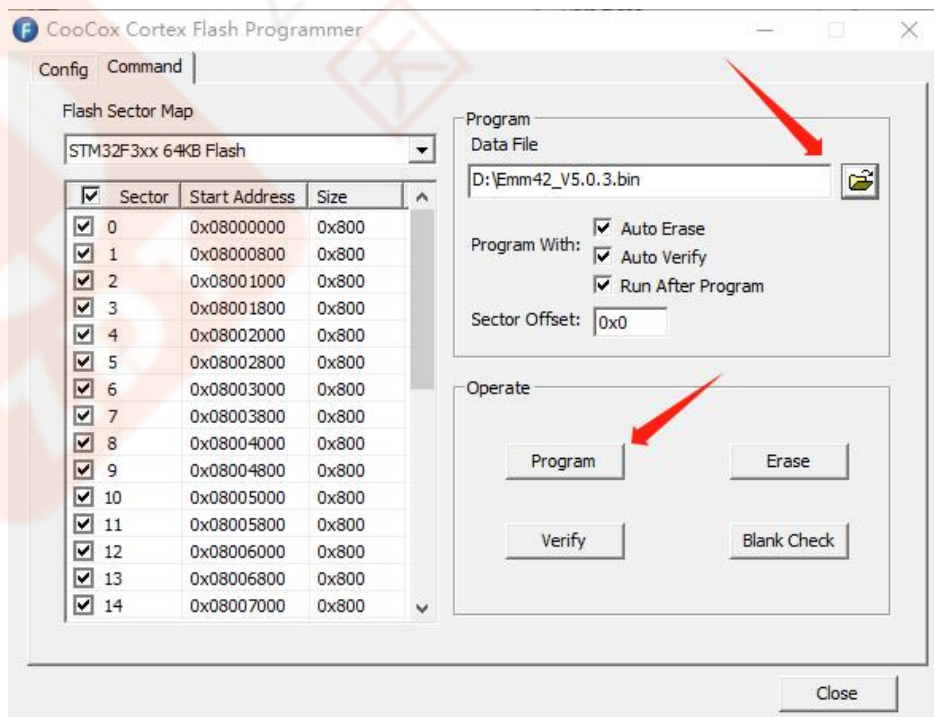 CooCox Cortex Flash Programmer
Config Command
Flash Sector Map
STM32F3xx 64KB Flash
Sector Start Address Size
0 0x08000000 0x800
1 0x08000800 0x800
2 0x08001000 0x800
3 0x08001800 0x800
4 0x08002000 0x800
5 0x08002800 0x800
6 0x08003000 0x800
7 0x08003800 0x800
8 0x08004000 0x800
9 0x08004800 0x800
10 0x08005000 0x800
11 0x08005800 0x800
12 0x08006000 0x800
13 0x08006800 0x800
14 0x08007000 0x800
Program
Data File
D:\Emm42_V5.0.3.bin
Program With:
Auto Erase
Auto Verify
Run After Program
Sector Offset: 0x0
Operate
Program Erase
Verify Blank Check
Close